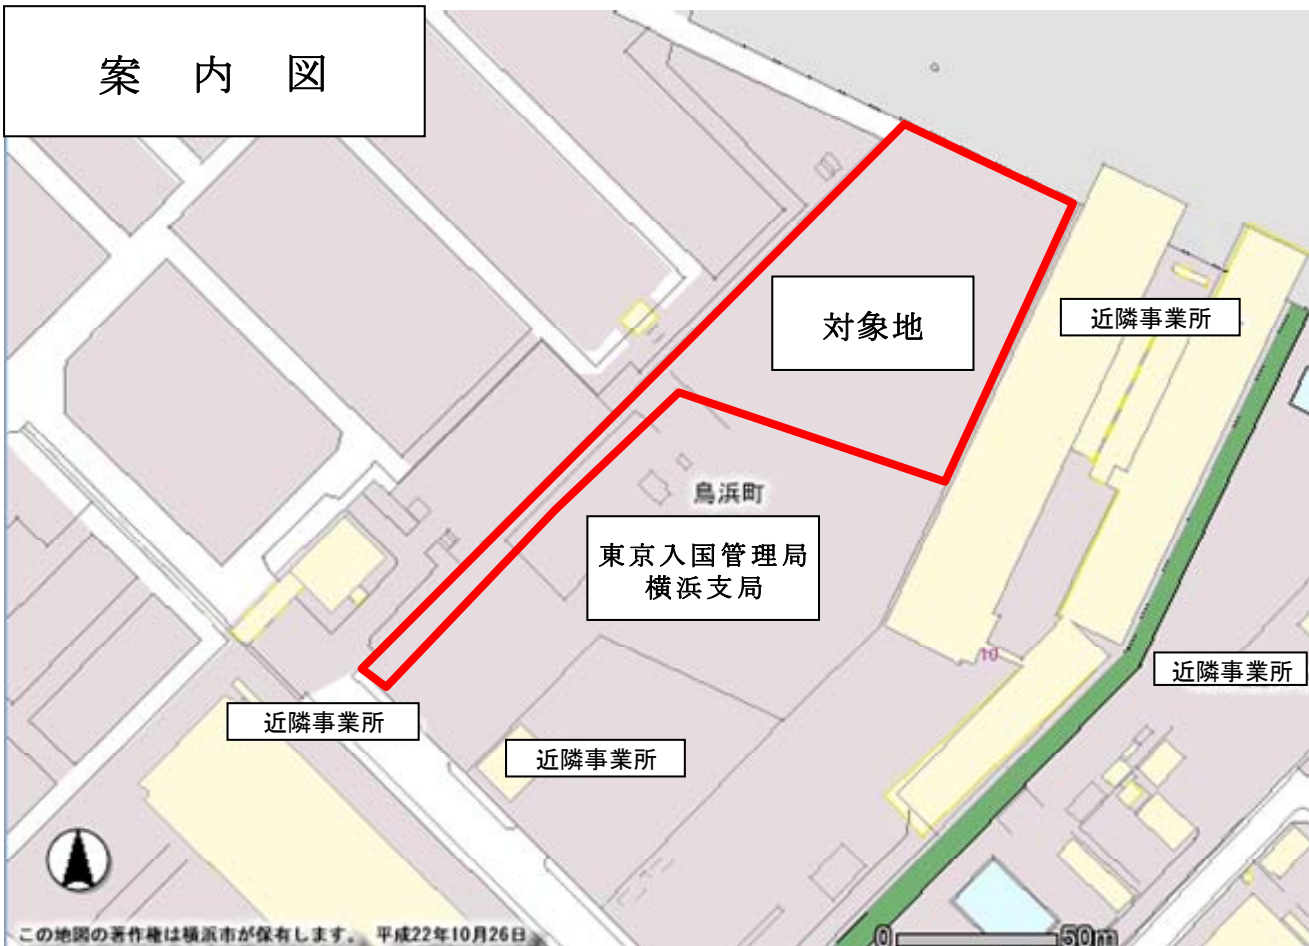 案 内 図
対象地
近隣事業所
鳥浜町
東京入国管理局
横浜支局
10
近隣事業所
近隣事業所
近隣事業所
この地図の著作権は横浜市が保有します。 平成22年10月26日
0 50m